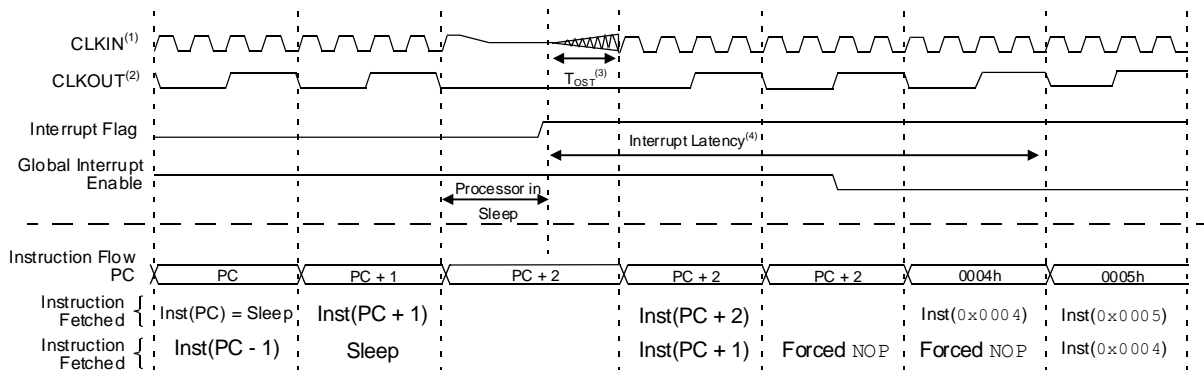 CLKIN(1)
CLKOUT(2)
TOST(3)
Interrupt Flag
Interrupt Latency(4)
Global Interrupt
Enable
Processor in
Sleep
Instruction Flow
PC
PC PC + 1 PC + 2 PC + 2 PC + 2 0004h 0005h
Instruction
Fetched
Inst(PC) = Sleep Inst(PC + 1) Inst(PC + 2) Inst(0x0004) Inst(0x0005)
Instruction
Fetched
Inst(PC - 1) Sleep Inst(PC + 1) Forced NOP Forced NOP Inst(0x0004)